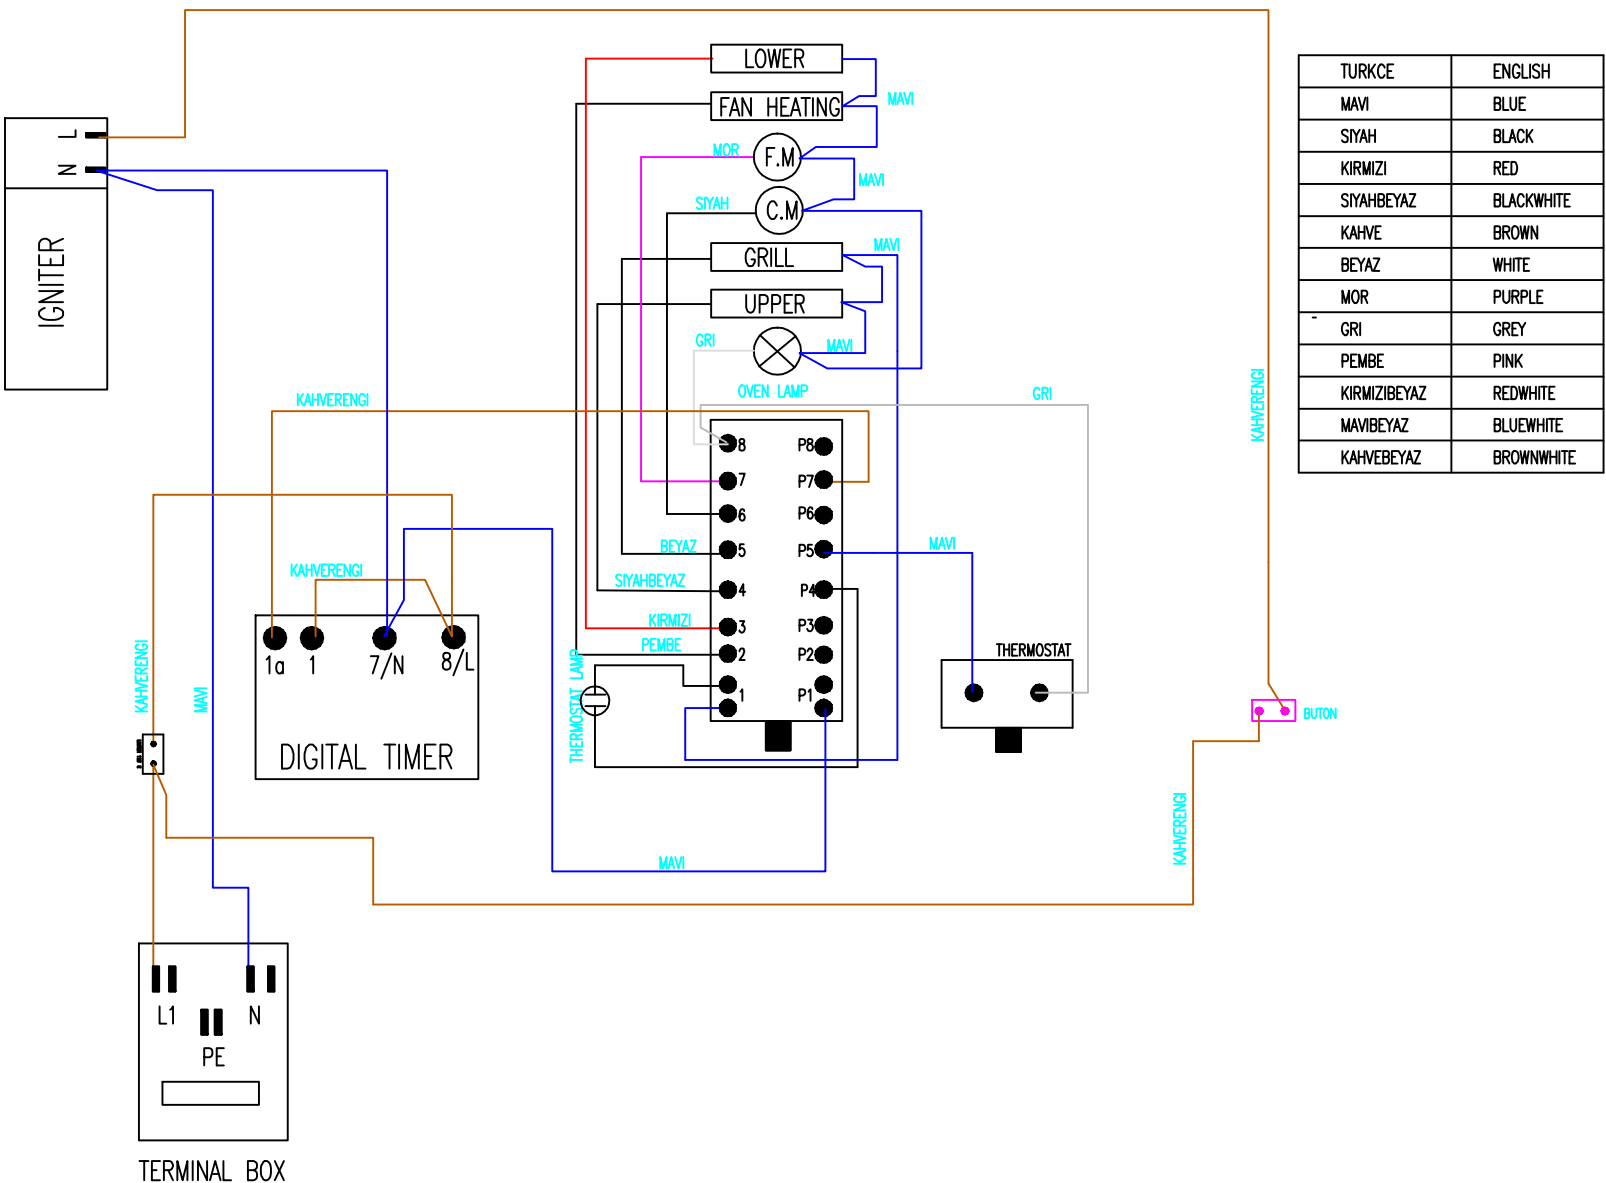 LOWER
FAN HEATING
MAVI
MOR
F.M
MAVI
SIYAH
C.M
MAVI
GRILL
UPPER
GRI
MAVI
OVEN LAMP
GRI
L
N
IGNITER
KAHVERENGI
8
P8
7
P7
6
P6
BEYAZ
5
P5
MAVI
SIYAHBEYAZ
4
P4
KIRMIZI
3
P3
PEMBE
2
P2
1
P1
THERMOSTAT LAMP
KAHVERENGI
1a
1
7/N
8/L
DIGITAL TIMER
KAHVERENGI
MAVI
THERMOSTAT
KAHVERENGI
BUTON
KAHVERENGI
MAVI
L1
N
PE
TERMINAL BOX
TURKCE ENGLISH
MAVI BLUE
SIYAH BLACK
KIRMIZI RED
SIYAHBEYAZ BLACKWHITE
KAHVE BROWN
BEYAZ WHITE
MOR PURPLE
GRI GREY
PEMBE PINK
KIRMIZIBEYAZ REDWHITE
MAVIBEYAZ BLUEWHITE
KAHVEBEYAZ BROWNWHITE